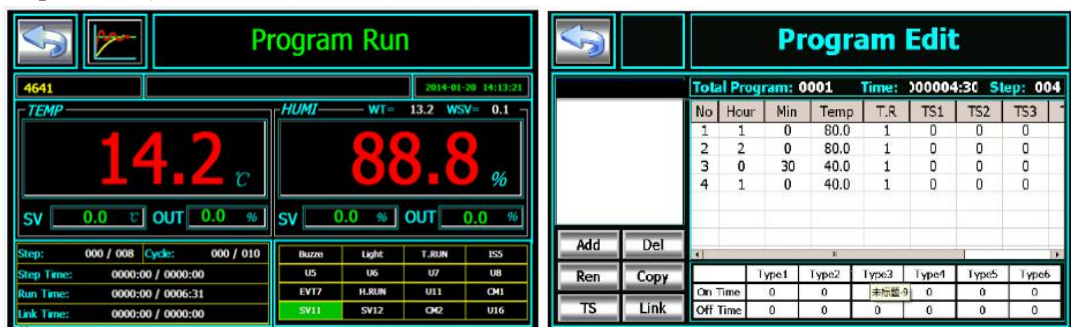 Program Run
4641 2014-01-20 14:13:21
TEMP
14.2 ℃
SV 0.0 ℃ OUT 0.0 %
HUMI WT= 13.2 WSV= 0.1
88.8 %
SV 0.0 % OUT 0.0 %
Step: 000 / 008 Cycle: 000 / 010
Step Time: 0000:00 / 0000:00
Run Time: 0000:00 / 0006:31
Link Time: 0000:00 / 0000:00
Buzze Light T.RUN IS5
U5 U6 U7 U8
EVT7 H.RUN U11 CM1
SV11 SV12 CM2 U16
Program Edit
Total Program: 0001 Time: 000004:30 Step: 004
No Hour Min Temp T.R TS1 TS2 TS3
1 1 0 80.0 1 0 0 0
2 2 0 80.0 1 0 0 0
3 0 30 40.0 1 0 0 0
4 1 0 40.0 1 0 0 0
Add Del
Ren Copy
TS Link
Type1 Type2 Type3 Type4 Type5 Type6
On Time 0 0 未标题-9 0 0 0
Off Time 0 0 0 0 0 0